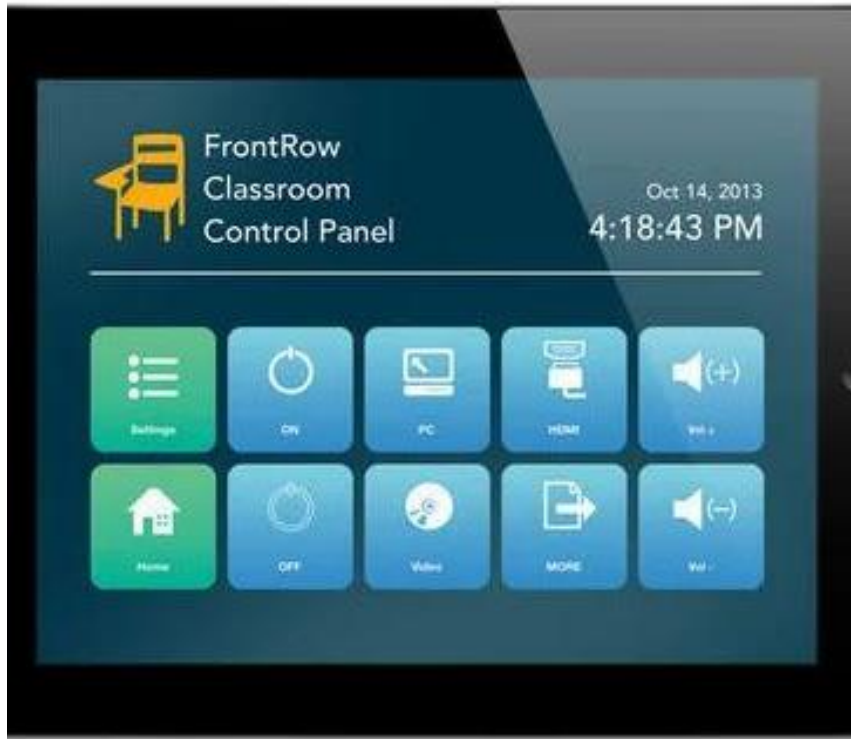 FrontRow
Classroom
Control Panel
Oct 14, 2013
4:18:43 PM
Settings
ON
PC
HDMI
Vol +
Home
OFF
Video
MORE
Vol -